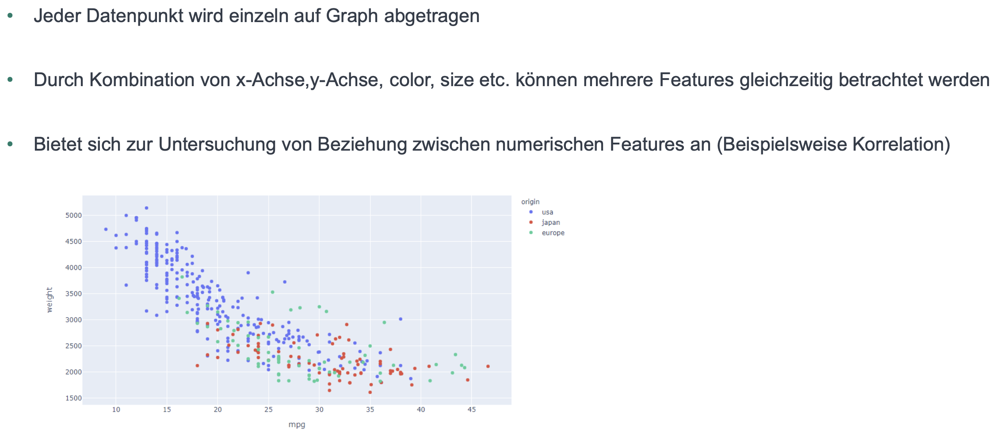 • Jeder Datenpunkt wird einzeln auf Graph abgetragen
• Durch Kombination von x-Achse,y-Achse, color, size etc. können mehrere Features gleichzeitig betrachtet werden
• Bietet sich zur Untersuchung von Beziehung zwischen numerischen Features an (Beispielsweise Korrelation)
origin
usa
japan
europe
5000
4500
4000
3500
3000
2500
2000
1500
weight
10 15 20 25 30 35 40 45
mpg